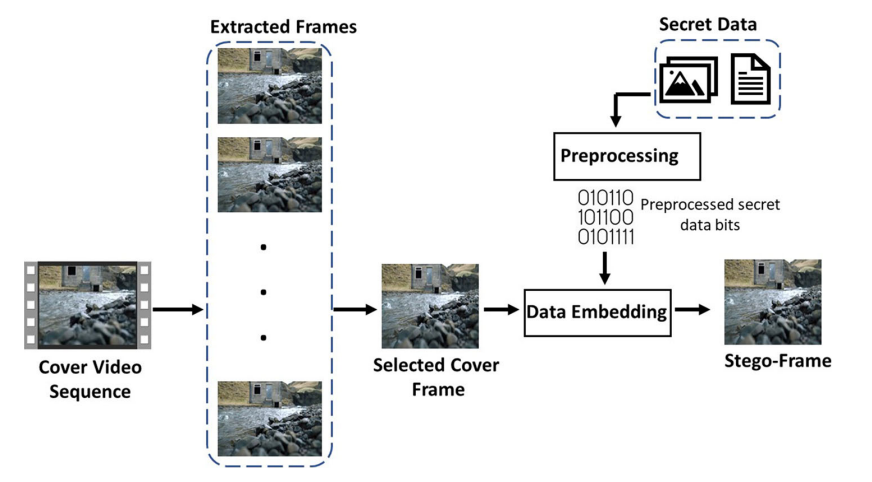 Extracted Frames
Secret Data
Preprocessing
010110
101100
0101111
Preprocessed secret
data bits
Data Embedding
Cover Video
Sequence
Selected Cover
Frame
Stego-Frame